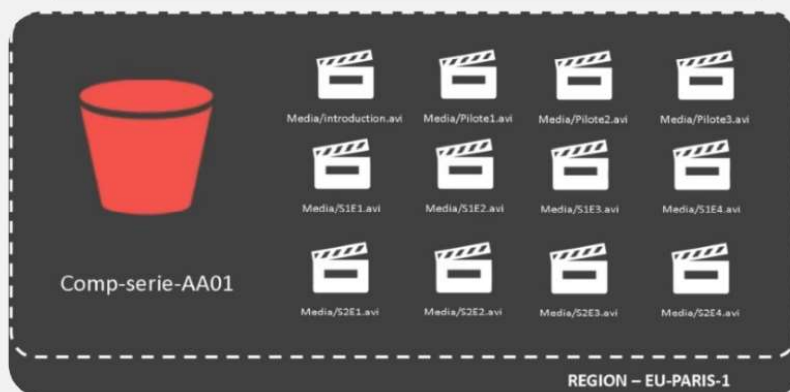 Media/introduction.avi Media/Pilote1.avi Media/Pilote2.avi Media/Pilote3.avi
Media/S1E1.avi Media/S1E2.avi Media/S1E3.avi Media/S1E4.avi
Comp-serie-AA01
Media/S2E1.avi Media/S2E2.avi Media/S2E3.avi Media/S2E4.avi
REGION – EU-PARIS-1